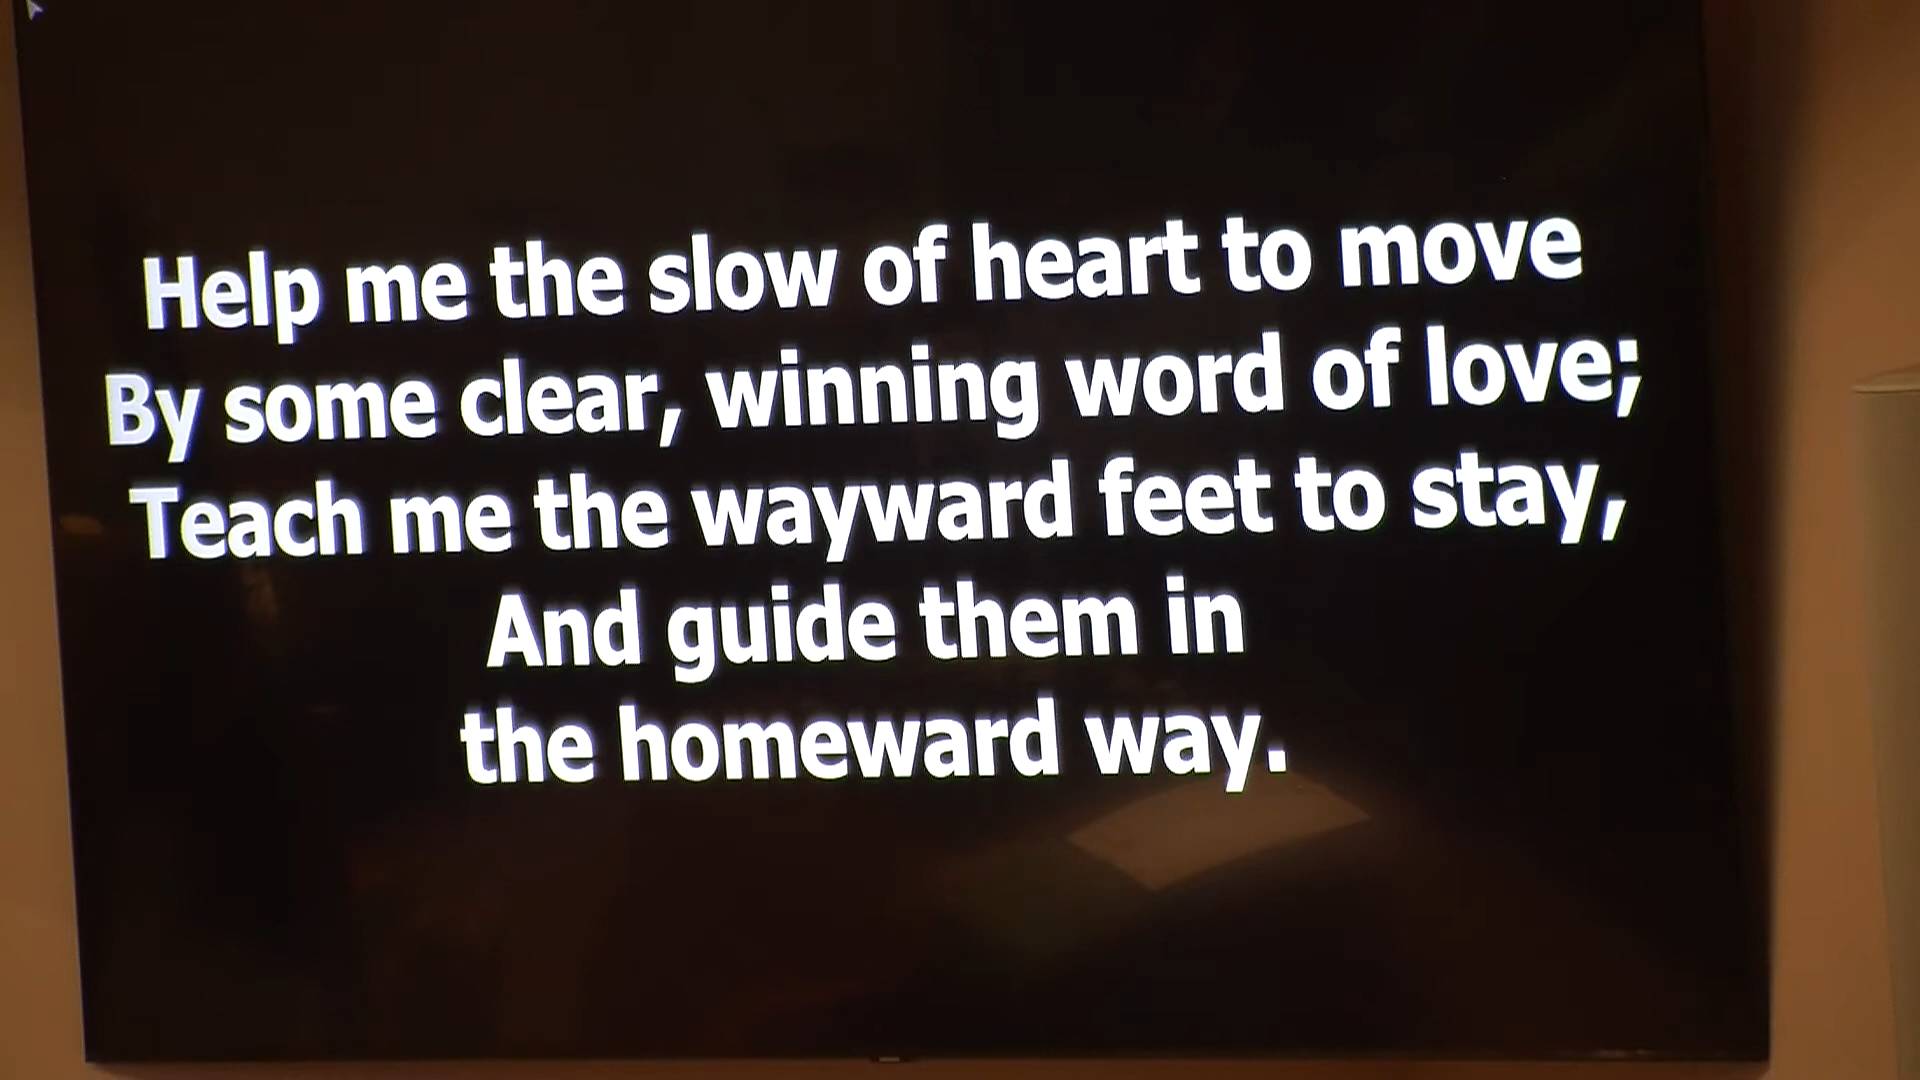 Help me the slow of heart to move
By some clear, winning word of love;
Teach me the wayward feet to stay,
And guide them in
the homeward way.